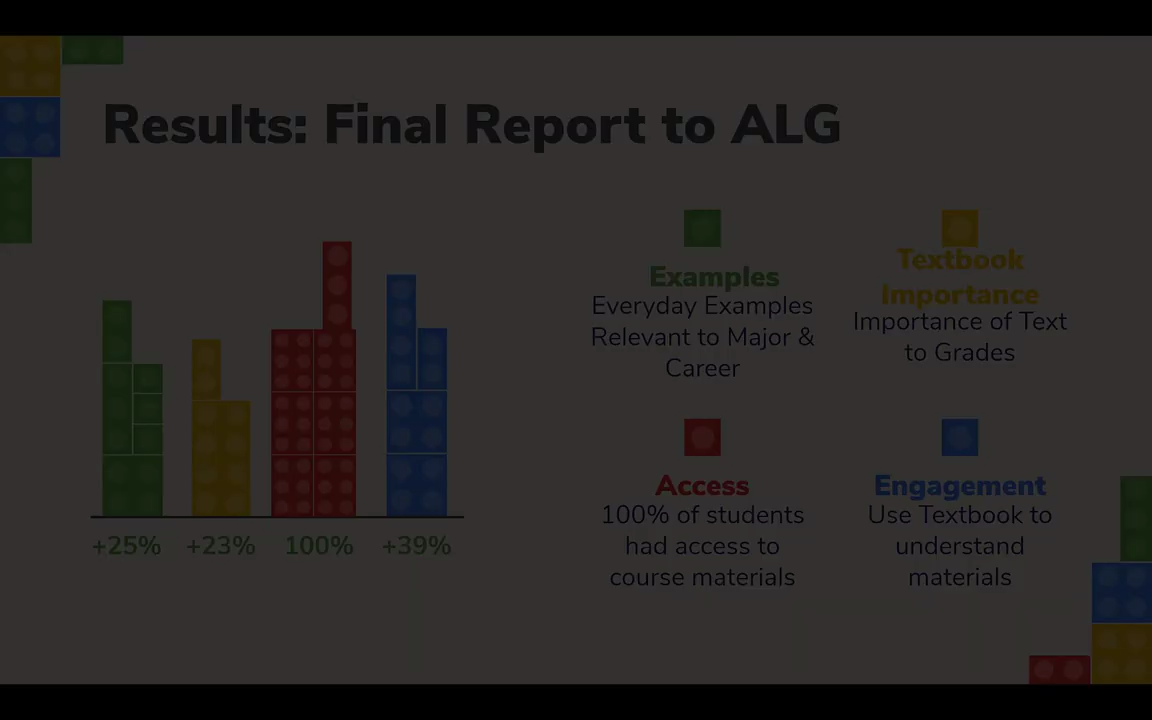 Results: Final Report to ALG
+25%
+23%
100%
+39%
Examples
Everyday Examples
Relevant to Major &
Career
Textbook
Importance
Importance of Text
to Grades
Access
100% of students
had access to
course materials
Engagement
Use Textbook to
understand
materials